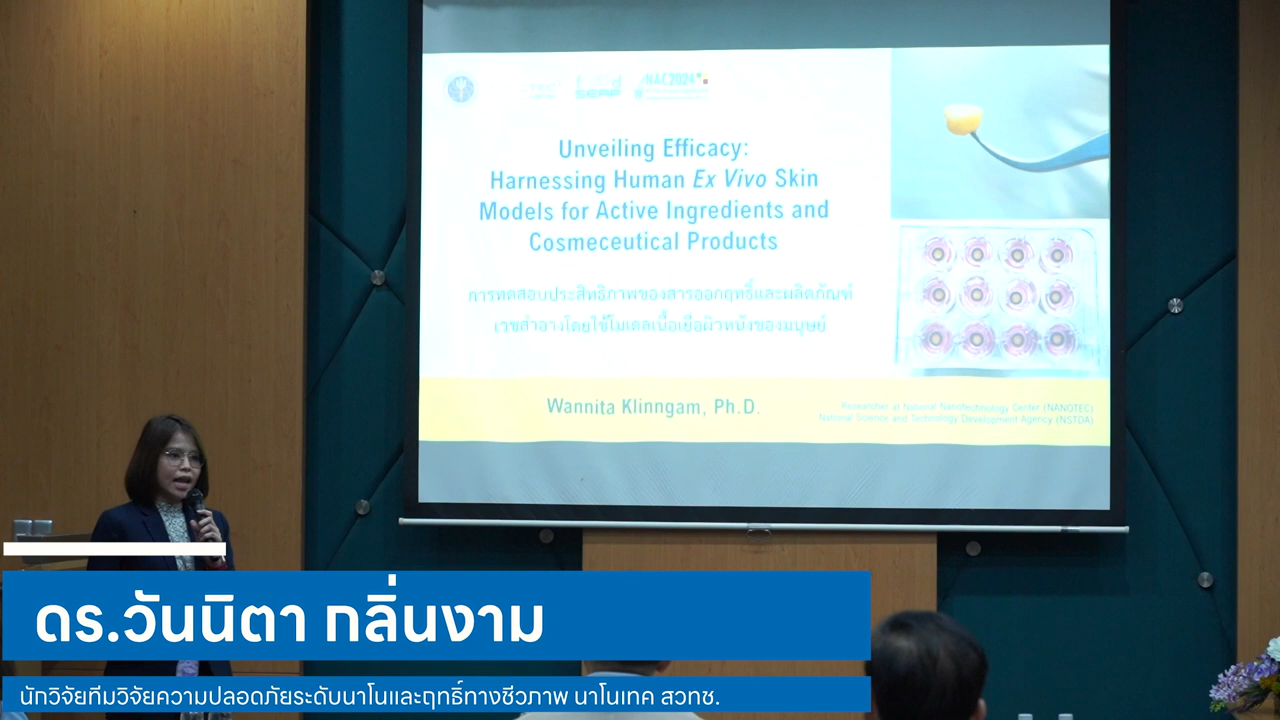 NAC2024
Unveiling Efficacy:
Harnessing Human Ex Vivo Skin
Models for Active Ingredients and
Cosmeceutical Products
การทดสอบประสิทธิภาพของสารออกฤทธิ์และผลิตภัณฑ์
เวชสำอางโดยใช้โมเดลเนื้อเยื่อผิวหนังของมนุษย์
Wannita Klinngam, Ph.D.
Researcher at National Nanotechnology Center (NANOTEC)
National Science and Technology Development Agency (NSTDA)
ดร.วันนิตา กลิ่นงาม
นักวิจัยทีมวิจัยความปลอดภัยระดับนาโนและฤทธิ์ทางชีวภาพ นาโนเทค สวทช.